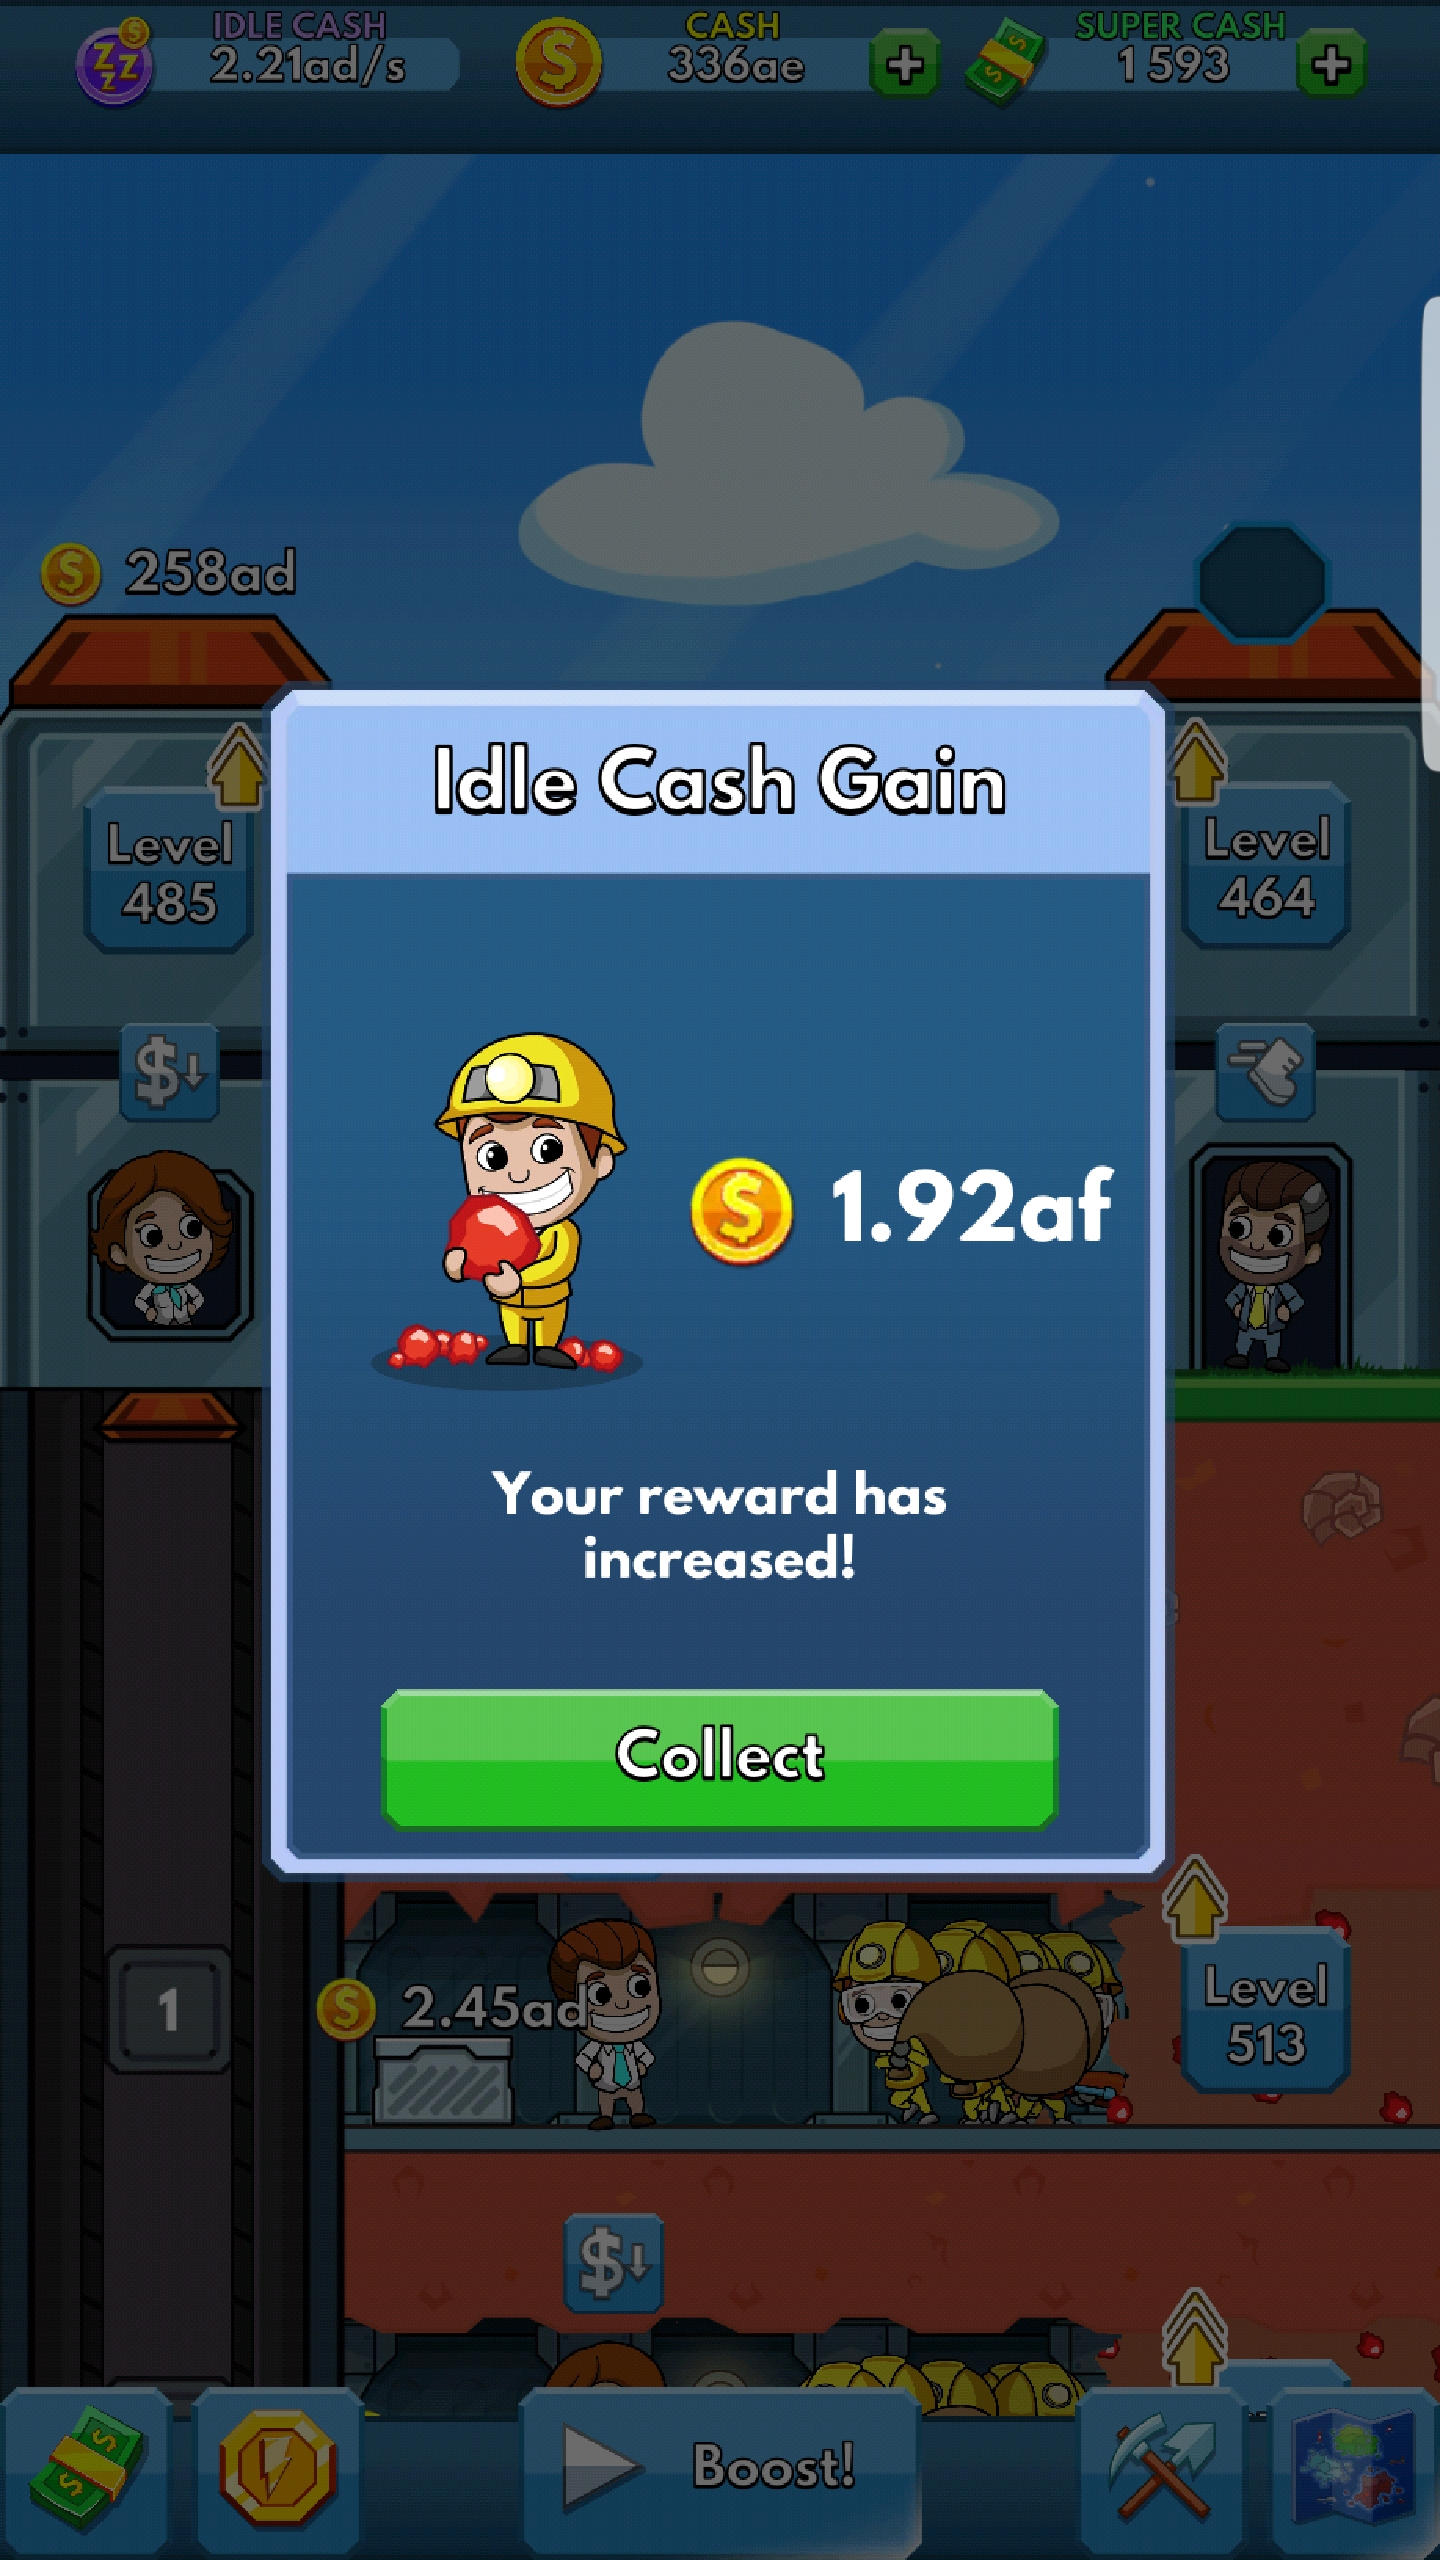 IDLE CASH
2.21ad/s
CASH
336ae
SUPER CASH
1 593
258ad
Level
485
Level
464
Idle Cash Gain
1.92af
Your reward has
increased!
Collect
1
2.45ad
Level
513
Boost!